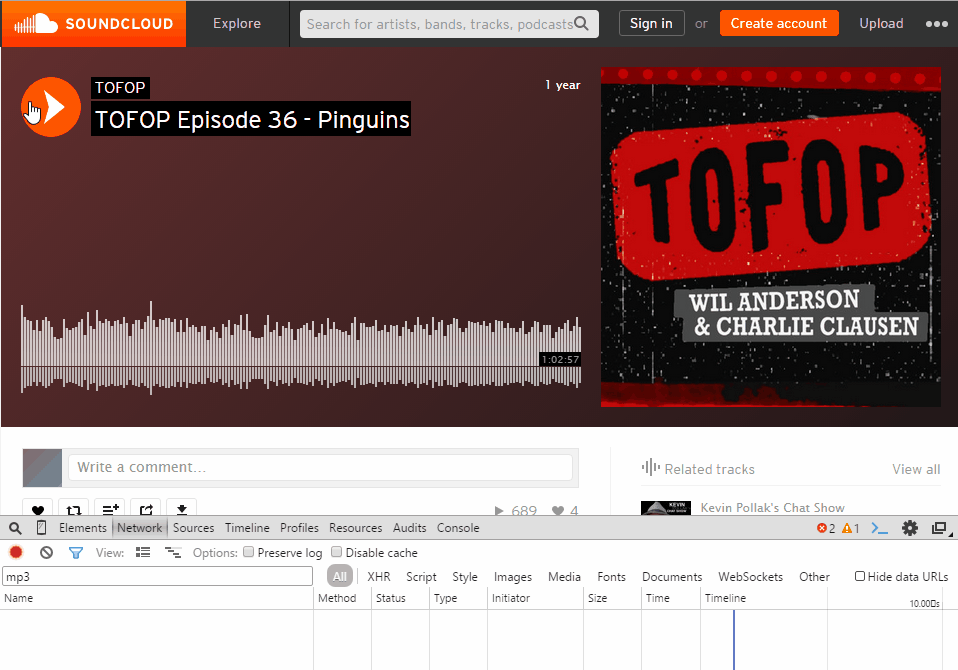 SOUNDCLOUD Explore Search for artists, bands, tracks, podcasts Sign in or Create account Upload
TOFOP 1 year
TOFOP Episode 36 - Pinguins
TOFOP
WIL ANDERSON
& CHARLIE CLAUSEN
1:02:57
Write a comment...
Related tracks View all
689 4 KEVIN Kevin Pollak's Chat Show
Elements Network Sources Timeline Profiles Resources Audits Console 2 1
View: Options: Preserve log Disable cache
mp3 All XHR Script Style Images Media Fonts Documents WebSockets Other Hide data URLs
Name Method Status Type Initiator Size Time Timeline 10.00